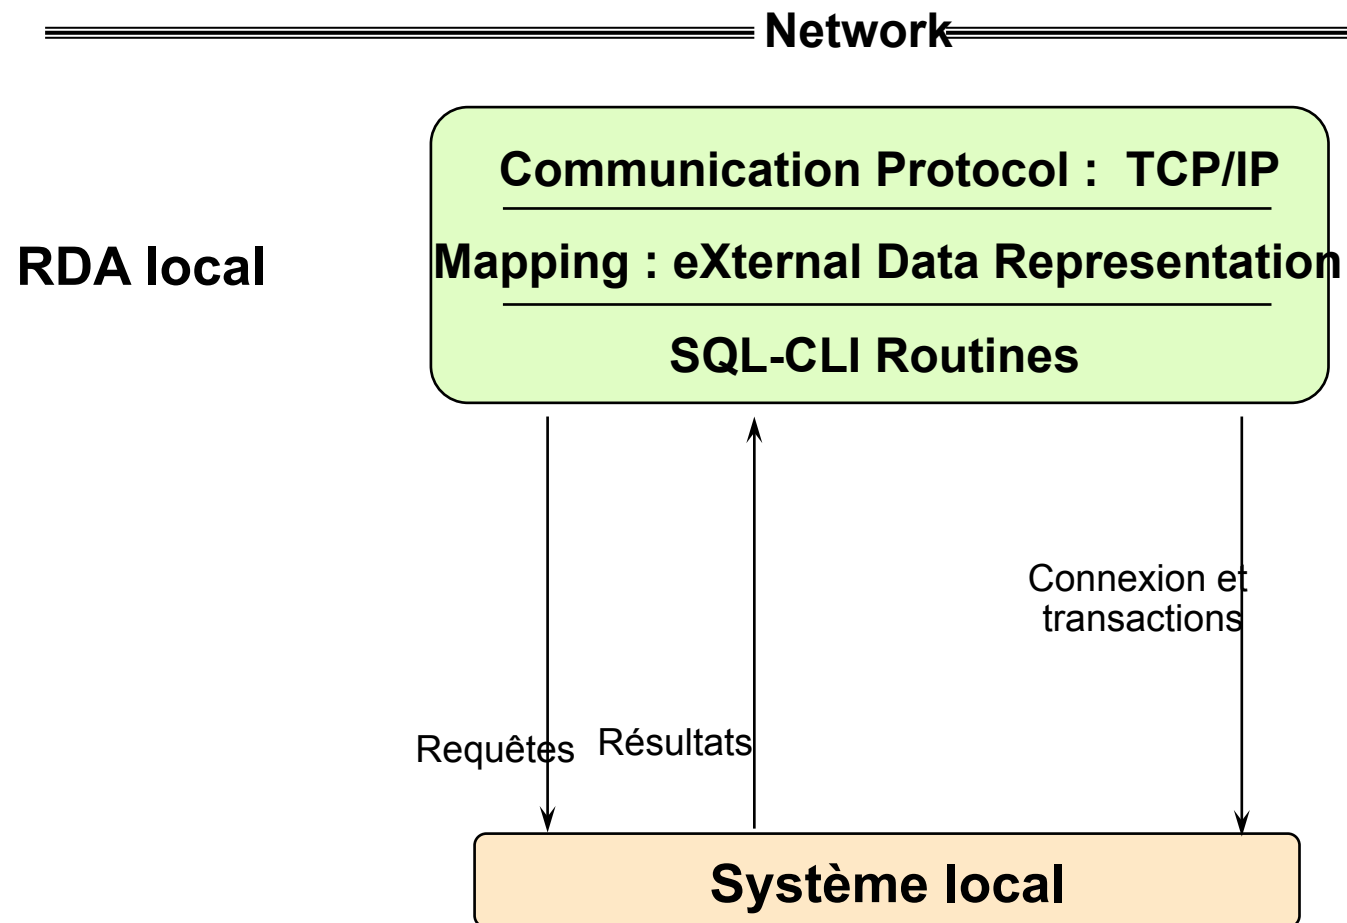 Network
Communication Protocol : TCP/IP
RDA local
Mapping : eXternal Data Representation
SQL-CLI Routines
Connexion et
transactions
Requêtes
Résultats
Système local